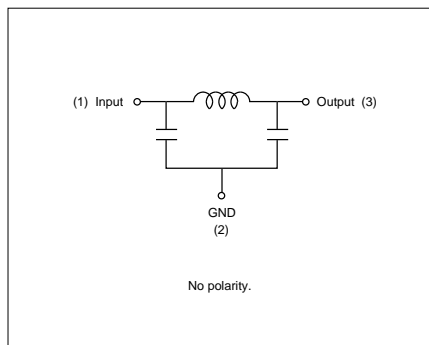 (1) Input
Output (3)
GND
(2)
No polarity.